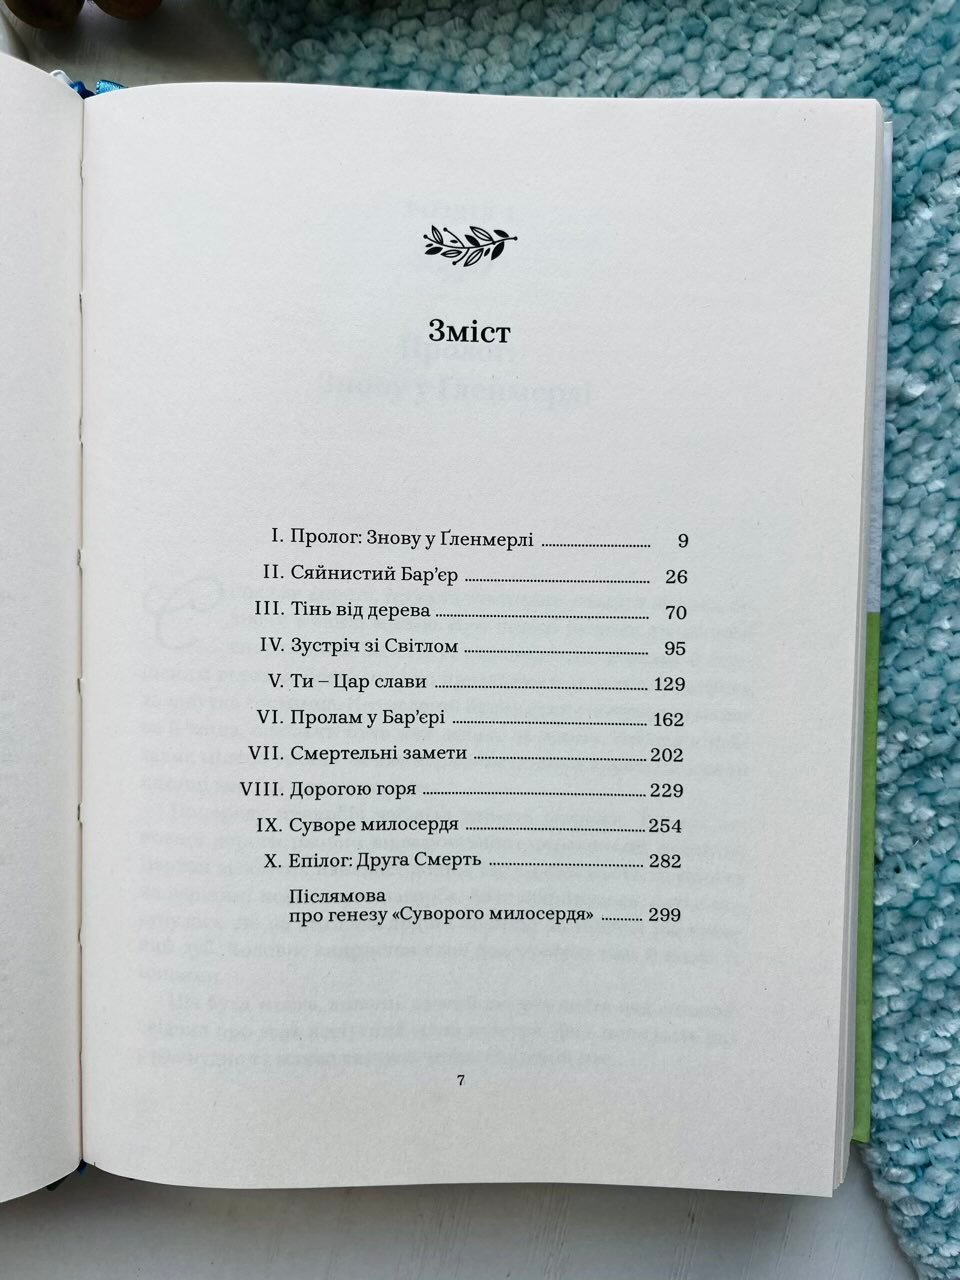 Зміст
I. Пролог: Знову у Ґленмерлі ........ 9
II. Сяйнистий Бар’єр ........ 26
III. Тінь від дерева ........ 70
IV. Зустріч зі Світлом ........ 95
V. Ти – Цар слави ........ 129
VI. Пролам у Бар’єрі ........ 162
VII. Смертельні замети ........ 202
VIII. Дорогою горя ........ 229
IX. Суворе милосердя ........ 254
X. Епілог: Друга Смерть ........ 282
Післямова
про генезу «Суворого милосердя» ........ 299
7